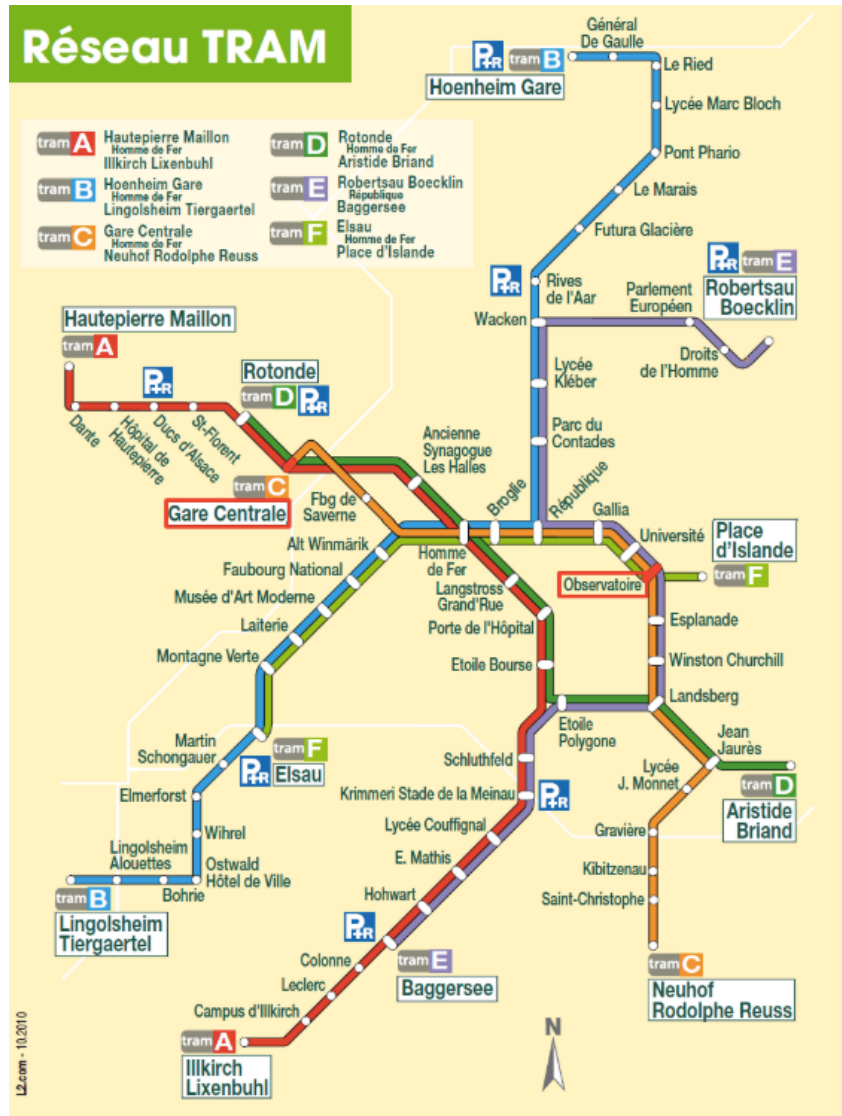 Réseau TRAM
tram A
Hautepierre Maillon
Homme de Fer
Illkirch Lixenbuhl
tram B
Hoenheim Gare
Homme de Fer
Lingolsheim Tiergaertel
tram C
Gare Centrale
Homme de Fer
Neuhof Rodolphe Reuss
tram D
Rotonde
Homme de Fer
Aristide Briand
tram E
Robertsau Boecklin
République
Baggersee
tram F
Elsau
Homme de Fer
Place d'Islande
P+R
tram B
Hoenheim Gare
Général
De Gaulle
Le Ried
Lycée Marc Bloch
Pont Phario
Le Marais
Futura Glacière
P+R
Rives
de l'Aar
Wacken
Parlement
Européen
P+R
tram E
Robertsau
Boecklin
Droits
de l'Homme
Lycée
Kléber
Parc du
Contades
Hautepierre Maillon
tram A
Dante
Hôpital de
Hautepierre
P+R
Ducs d'Alsace
St-Florent
Rotonde
tram D
P+R
tram C
Gare Centrale
Fbg de
Saverne
Ancienne
Synagogue
Les Halles
Broglie
République
Gallia
Université
Place
d'Islande
tram F
Observatoire
Homme
de Fer
Alt Winmärik
Faubourg National
Musée d'Art Moderne
Laiterie
Montagne Verte
Langstross
Grand'Rue
Porte de l'Hôpital
Etoile Bourse
Esplanade
Winston Churchill
Landsberg
Etoile
Polygone
Jean
Jaurès
tram D
Aristide
Briand
Lycée
J. Monnet
Gravière
Kibitzenau
Saint-Christophe
tram C
Neuhof
Rodolphe Reuss
Martin
Schongauer
P+R
tram F
Elsau
Elmerforst
Wihrel
Ostwald
Hôtel de Ville
Lingolsheim
Alouettes
Bohrie
tram B
Lingolsheim
Tiergaertel
Schluthfeld
Krimmeri Stade de la Meinau
P+R
Lycée Couffignal
E. Mathis
Hohwart
P+R
tram E
Baggersee
Colonne
Leclerc
Campus d'Illkirch
tram A
Illkirch
Lixenbuhl
N
L2.com - 10.2010